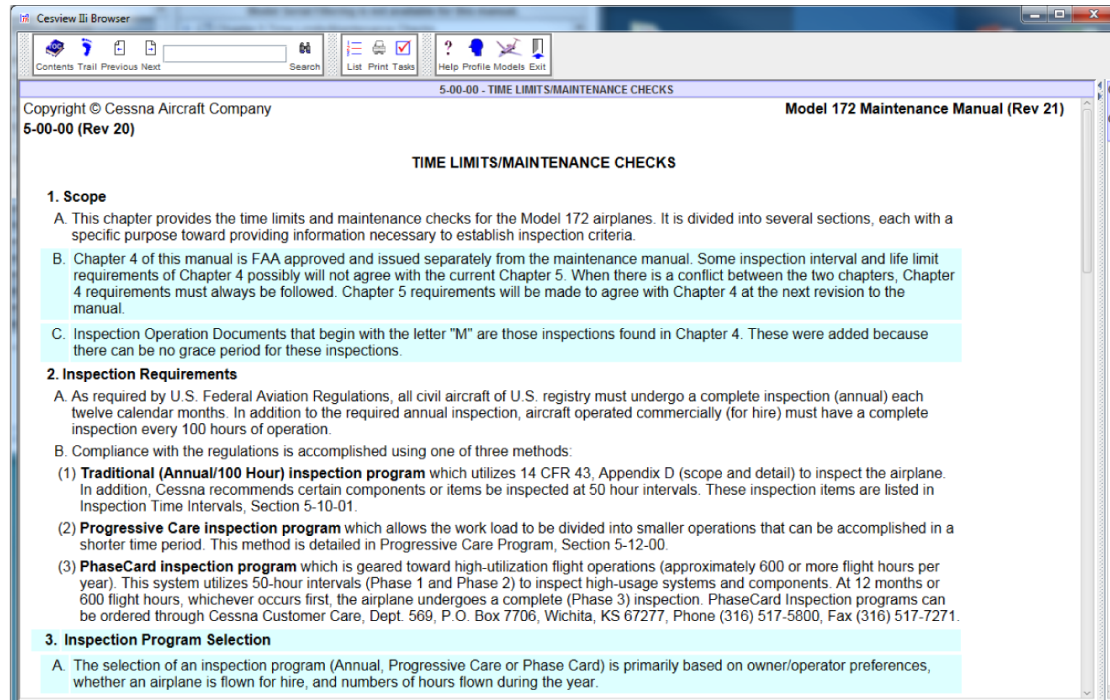 Cesview IIi Browser
Contents Trail Previous Next Search List Print Tasks Help Profile Models Exit
5-00-00 - TIME LIMITS/MAINTENANCE CHECKS
Copyright © Cessna Aircraft Company Model 172 Maintenance Manual (Rev 21)
5-00-00 (Rev 20)
TIME LIMITS/MAINTENANCE CHECKS
1. Scope
A. This chapter provides the time limits and maintenance checks for the Model 172 airplanes. It is divided into several sections, each with a
specific purpose toward providing information necessary to establish inspection criteria.
B. Chapter 4 of this manual is FAA approved and issued separately from the maintenance manual. Some inspection interval and life limit
requirements of Chapter 4 possibly will not agree with the current Chapter 5. When there is a conflict between the two chapters, Chapter
4 requirements must always be followed. Chapter 5 requirements will be made to agree with Chapter 4 at the next revision to the
manual.
C. Inspection Operation Documents that begin with the letter "M" are those inspections found in Chapter 4. These were added because
there can be no grace period for these inspections.
2. Inspection Requirements
A. As required by U.S. Federal Aviation Regulations, all civil aircraft of U.S. registry must undergo a complete inspection (annual) each
twelve calendar months. In addition to the required annual inspection, aircraft operated commercially (for hire) must have a complete
inspection every 100 hours of operation.
B. Compliance with the regulations is accomplished using one of three methods:
(1) Traditional (Annual/100 Hour) inspection program which utilizes 14 CFR 43, Appendix D (scope and detail) to inspect the airplane.
In addition, Cessna recommends certain components or items be inspected at 50 hour intervals. These inspection items are listed in
Inspection Time Intervals, Section 5-10-01.
(2) Progressive Care inspection program which allows the work load to be divided into smaller operations that can be accomplished in a
shorter time period. This method is detailed in Progressive Care Program, Section 5-12-00.
(3) PhaseCard inspection program which is geared toward high-utilization flight operations (approximately 600 or more flight hours per
year). This system utilizes 50-hour intervals (Phase 1 and Phase 2) to inspect high-usage systems and components. At 12 months or
600 flight hours, whichever occurs first, the airplane undergoes a complete (Phase 3) inspection. PhaseCard Inspection programs can
be ordered through Cessna Customer Care, Dept. 569, P.O. Box 7706, Wichita, KS 67277, Phone (316) 517-5800, Fax (316) 517-7271.
3. Inspection Program Selection
A. The selection of an inspection program (Annual, Progressive Care or Phase Card) is primarily based on owner/operator preferences,
whether an airplane is flown for hire, and numbers of hours flown during the year.